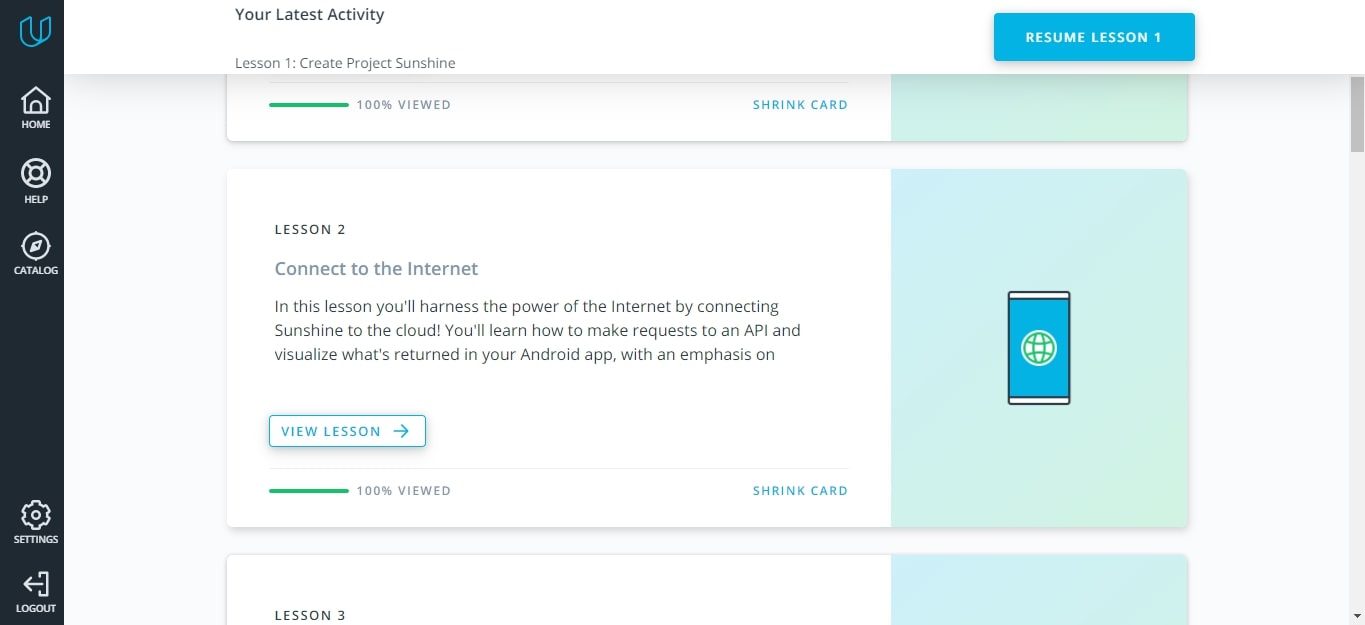 Your Latest Activity
RESUME LESSON 1
Lesson 1: Create Project Sunshine
HOME
HELP
CATALOG
SETTINGS
LOGOUT
100% VIEWED
SHRINK CARD
LESSON 2
Connect to the Internet
In this lesson you'll harness the power of the Internet by connecting
Sunshine to the cloud! You'll learn how to make requests to an API and
visualize what's returned in your Android app, with an emphasis on
VIEW LESSON
100% VIEWED
SHRINK CARD
LESSON 3